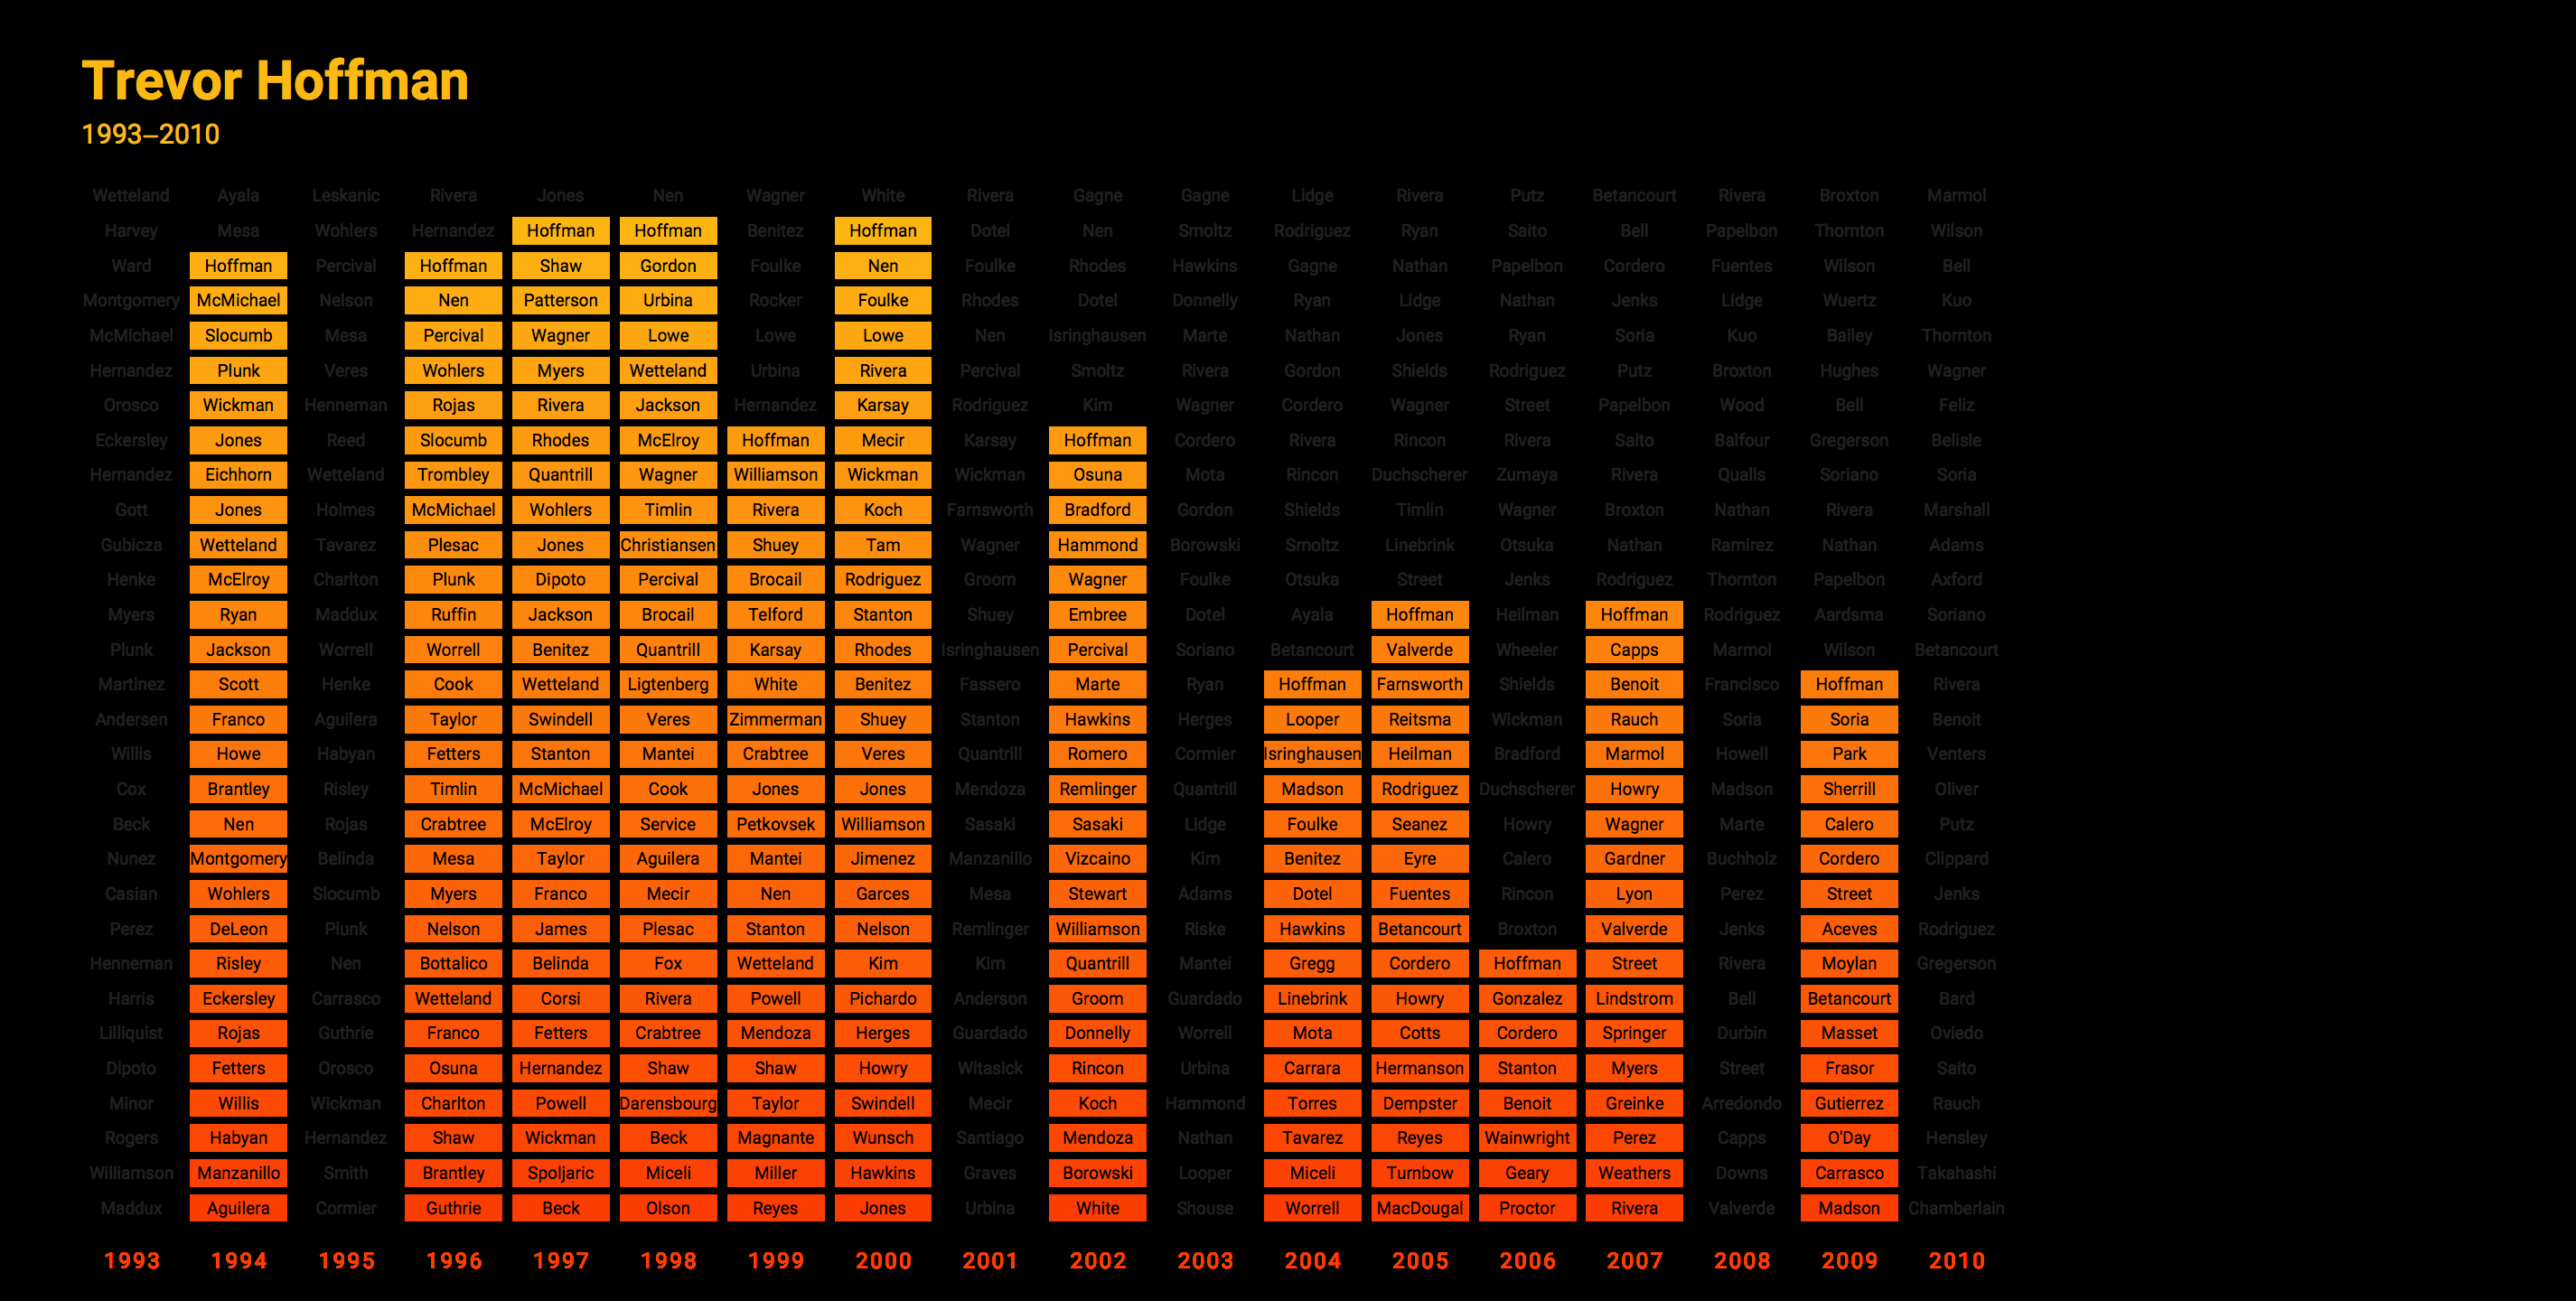 Trevor Hoffman
1993–2010
Wetteland Ayala Leskanic Rivera Jones Nen Wagner White Rivera Gagne Gagne Lidge Rivera Putz Betancourt Rivera Broxton Marmol
Harvey Mesa Wohlers Hernandez Hoffman Hoffman Benitez Hoffman Dotel Nen Smoltz Rodriguez Ryan Saito Bell Papelbon Thornton Wilson
Ward Hoffman Percival Hoffman Shaw Gordon Foulke Nen Foulke Rhodes Hawkins Gagne Nathan Papelbon Cordero Fuentes Wilson Bell
Montgomery McMichael Nelson Nen Patterson Urbina Rocker Foulke Rhodes Dotel Donnelly Ryan Lidge Nathan Jenks Lidge Wuertz Kuo
McMichael Slocumb Mesa Percival Wagner Lowe Lowe Lowe Nen Isringhausen Marte Nathan Jones Ryan Soria Kuo Bailey Thornton
Hernandez Plunk Veres Wohlers Myers Wetteland Urbina Rivera Percival Smoltz Rivera Gordon Shields Rodriguez Putz Broxton Hughes Wagner
Orosco Wickman Henneman Rojas Rivera Jackson Hernandez Karsay Rodriguez Kim Wagner Cordero Wagner Street Papelbon Wood Bell Feliz
Eckersley Jones Reed Slocumb Rhodes McElroy Hoffman Mecir Karsay Hoffman Cordero Rivera Rincon Rivera Saito Balfour Gregerson Belisle
Hernandez Eichhorn Wetteland Trombley Quantrill Wagner Williamson Wickman Wickman Osuna Mota Rincon Duchscherer Zumaya Rivera Qualls Soriano Soria
Gott Jones Holmes McMichael Wohlers Timlin Rivera Koch Farnsworth Bradford Gordon Shields Timlin Wagner Broxton Nathan Rivera Marshall
Gubicza Wetteland Tavarez Plesac Jones Christiansen Shuey Tam Wagner Hammond Borowski Smoltz Linebrink Otsuka Nathan Ramirez Nathan Adams
Henke McElroy Charlton Plunk Dipoto Percival Brocail Rodriguez Groom Wagner Foulke Otsuka Street Jenks Rodriguez Thornton Papelbon Axford
Myers Ryan Maddux Ruffin Jackson Brocail Telford Stanton Shuey Embree Dotel Ayala Hoffman Heilman Hoffman Rodriguez Aardsma Soriano
Plunk Jackson Worrell Worrell Benitez Quantrill Karsay Rhodes Isringhausen Percival Soriano Betancourt Valverde Wheeler Capps Marmol Wilson Betancourt
Martinez Scott Henke Cook Wetteland Ligtenberg White Benitez Fassero Marte Ryan Hoffman Farnsworth Shields Benoit Francisco Hoffman Rivera
Andersen Franco Aguilera Taylor Swindell Veres Zimmerman Shuey Stanton Hawkins Herges Looper Reitsma Wickman Rauch Soria Soria Benoit
Willis Howe Habyan Fetters Stanton Mantei Crabtree Veres Quantrill Romero Cormier Isringhausen Heilman Bradford Marmol Howell Park Venters
Cox Brantley Risley Timlin McMichael Cook Jones Jones Mendoza Remlinger Quantrill Madson Rodriguez Duchscherer Howry Madson Sherrill Oliver
Beck Nen Rojas Crabtree McElroy Service Petkovsek Williamson Sasaki Sasaki Lidge Foulke Seanez Howry Wagner Marte Calero Putz
Nunez Montgomery Belinda Mesa Taylor Aguilera Mantei Jimenez Manzanillo Vizcaino Kim Benitez Eyre Calero Gardner Buchholz Cordero Clippard
Casian Wohlers Slocumb Myers Franco Mecir Nen Garces Mesa Stewart Adams Dotel Fuentes Rincon Lyon Perez Street Jenks
Perez DeLeon Plunk Nelson James Plesac Stanton Nelson Remlinger Williamson Riske Hawkins Betancourt Broxton Valverde Jenks Aceves Rodriguez
Henneman Risley Nen Bottalico Belinda Fox Wetteland Kim Kim Quantrill Mantei Gregg Cordero Hoffman Street Rivera Moylan Gregerson
Harris Eckersley Carrasco Wetteland Corsi Rivera Powell Pichardo Anderson Groom Guardado Linebrink Howry Gonzalez Lindstrom Bell Betancourt Bard
Lilliquist Rojas Guthrie Franco Fetters Crabtree Mendoza Herges Guardado Donnelly Worrell Mota Cotts Cordero Springer Durbin Masset Oviedo
Dipoto Fetters Orosco Osuna Hernandez Shaw Shaw Howry Witasick Rincon Urbina Carrara Hermanson Stanton Myers Street Frasor Saito
Minor Willis Wickman Charlton Powell Darensbourg Taylor Swindell Mecir Koch Hammond Torres Dempster Benoit Greinke Arredondo Gutierrez Rauch
Rogers Habyan Hernandez Shaw Wickman Beck Magnante Wunsch Santiago Mendoza Nathan Tavarez Reyes Wainwright Perez Capps O'Day Hensley
Williamson Manzanillo Smith Brantley Spoljaric Miceli Miller Hawkins Graves Borowski Looper Miceli Turnbow Geary Weathers Downs Carrasco Takahashi
Maddux Aguilera Cormier Guthrie Beck Olson Reyes Jones Urbina White Shouse Worrell MacDougal Proctor Rivera Valverde Madson Chamberlain
1993 1994 1995 1996 1997 1998 1999 2000 2001 2002 2003 2004 2005 2006 2007 2008 2009 2010